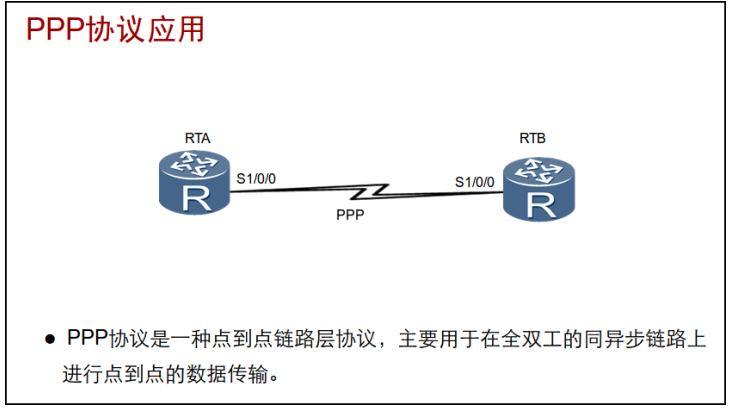 PPP协议应用
RTA
RTB
S1/0/0
S1/0/0
R
R
PPP
● PPP协议是一种点到点链路层协议，主要用于在全双工的同异步链路上
进行点到点的数据传输。